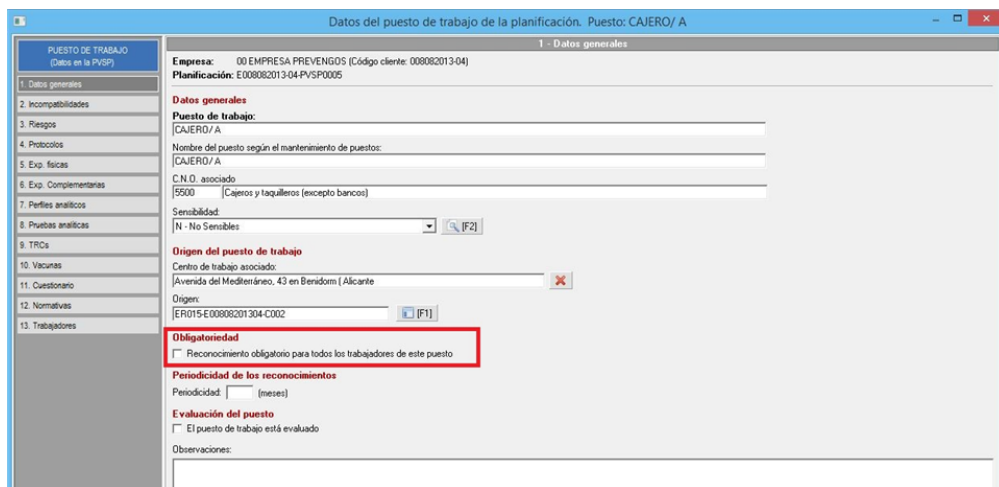 Datos del puesto de trabajo de la planificación. Puesto: CAJERO/ A
PUESTO DE TRABAJO
(Datos en la PVSP)
1. Datos generales
2. Incompatibilidades
3. Riesgos
4. Protocolos
5. Exp. físicas
6. Exp. Complementarias
7. Perfiles analíticos
8. Pruebas analíticas
9. TRCs
10. Vacunas
11. Cuestionario
12. Normativas
13. Trabajadores
1 - Datos generales
Empresa: 00 EMPRESA PREVENGOS (Código cliente: 008082013-04)
Planificación: E008082013-04-PVSP0005
Datos generales
Puesto de trabajo:
CAJERO/ A
Nombre del puesto según el mantenimiento de puestos:
CAJERO/ A
C.N.O. asociado
5500 Cajeros y taquilleros (excepto bancos)
Sensibilidad:
N - No Sensibles [F2]
Origen del puesto de trabajo
Centro de trabajo asociado:
Avenida del Mediterráneo, 43 en Benidorm ( Alicante
Origen:
ER015-E00808201304-C002 [F1]
Obligatoriedad
Reconocimiento obligatorio para todos los trabajadores de este puesto
Periodicidad de los reconocimientos
Periodicidad: (meses)
Evaluación del puesto
El puesto de trabajo está evaluado
Observaciones: